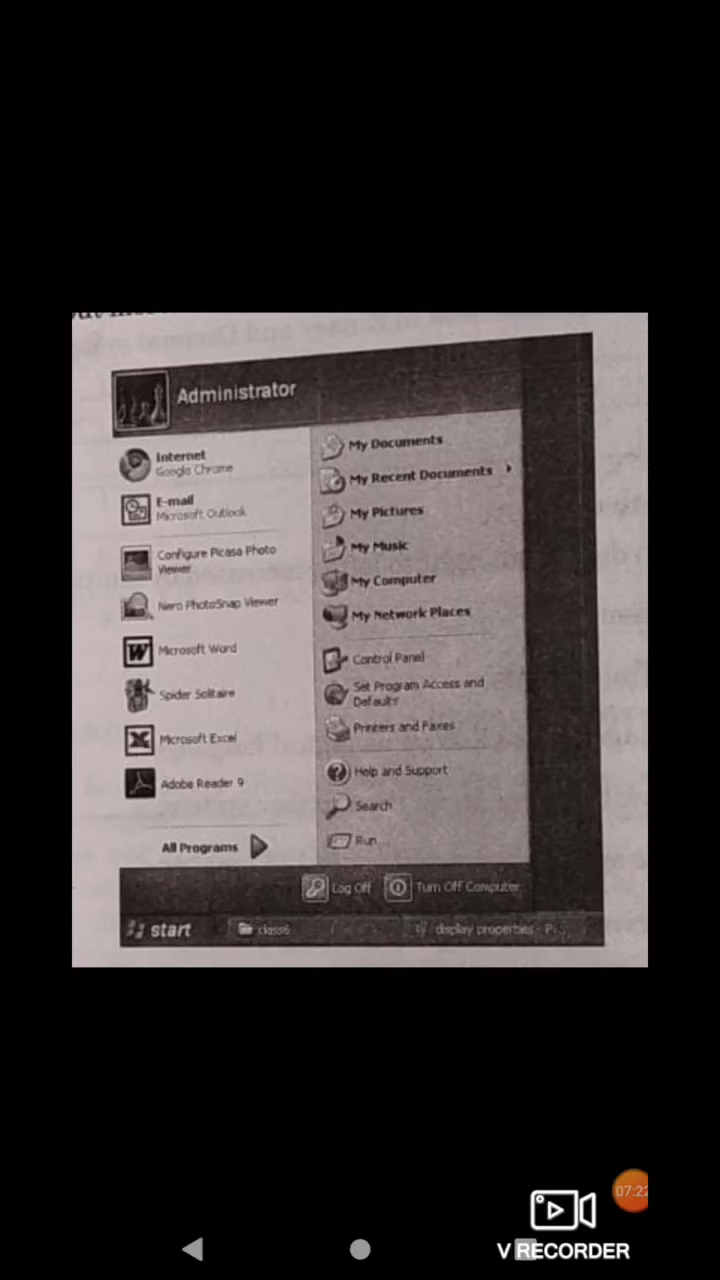 Administrator
Internet
Google Chrome
E-mail
Microsoft Outlook
Configure Picasa Photo
Viewer
Nero PhotoSnap Viewer
Microsoft Word
Spider Solitaire
Microsoft Excel
Adobe Reader 9
All Programs
My Documents
My Recent Documents
My Pictures
My Music
My Computer
My Network Places
Control Panel
Set Program Access and
Defaults
Printers and Faxes
Help and Support
Search
Run...
Log Off
Turn Off Computer
start
class6
display properties - P...
07:22
V RECORDER